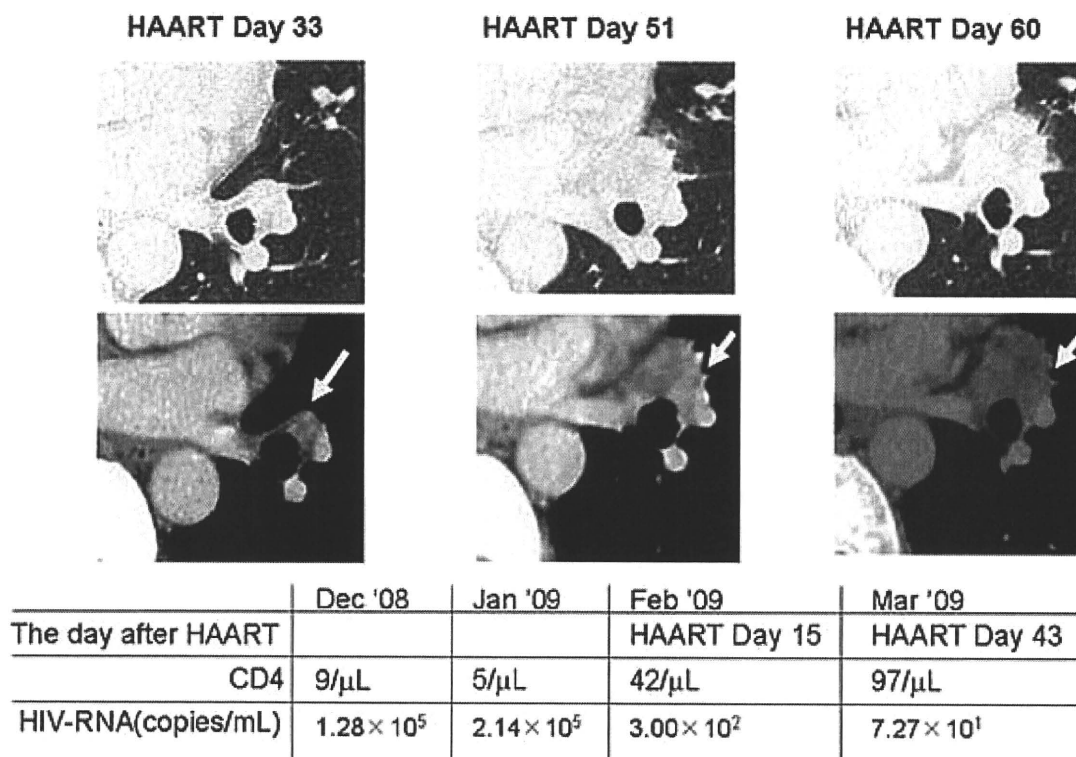 HAART Day 33 HAART Day 51 HAART Day 60
Dec '08 Jan '09 Feb '09 Mar '09
The day after HAART HAART Day 15 HAART Day 43
CD4 9/μL 5/μL 42/μL 97/μL
HIV-RNA(copies/mL) 1.28×10⁵ 2.14×10⁵ 3.00×10² 7.27×10¹